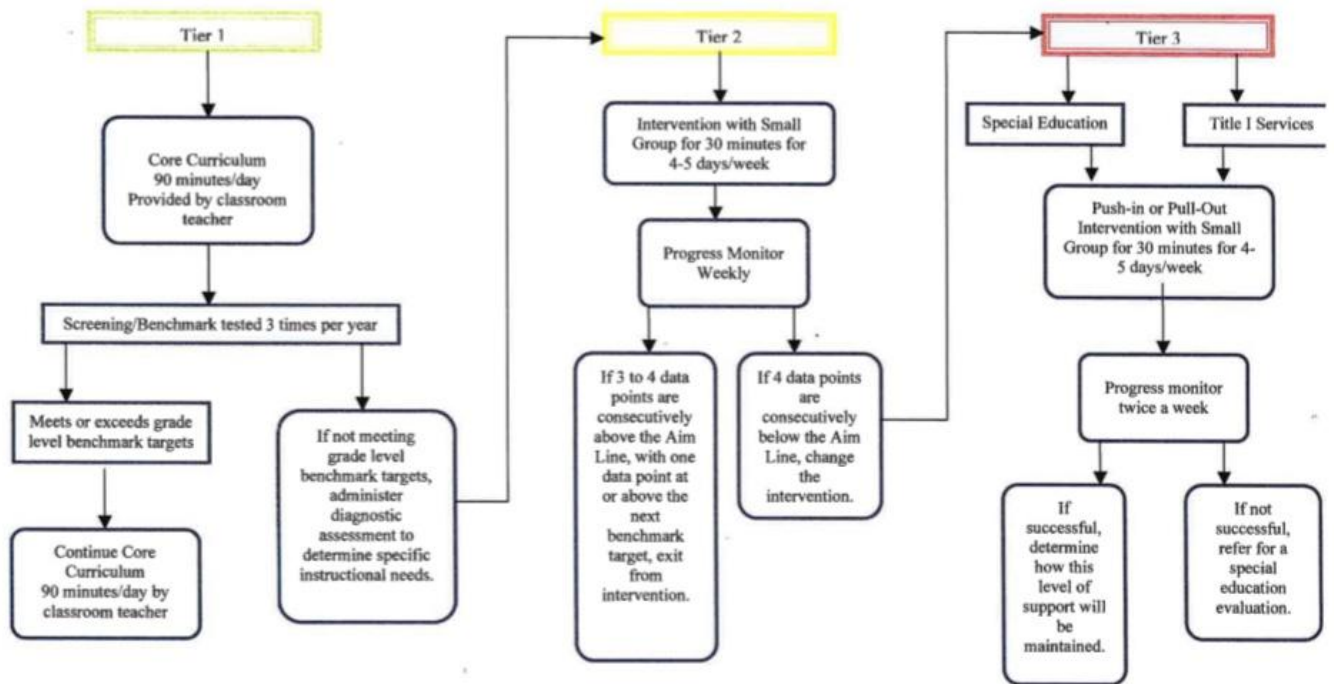 Tier 1
Core Curriculum
90 minutes/day
Provided by classroom
teacher
Screening/Benchmark tested 3 times per year
Meets or exceeds grade
level benchmark targets
Continue Core
Curriculum
90 minutes/day by
classroom teacher
If not meeting
grade level
benchmark targets,
administer
diagnostic
assessment to
determine specific
instructional needs.
Tier 2
Intervention with Small
Group for 30 minutes for
4-5 days/week
Progress Monitor
Weekly
If 3 to 4 data
points are
consecutively
above the Aim
Line, with one
data point at
or above the
next
benchmark
target, exit
from
intervention.
If 4 data points
are
consecutively
below the Aim
Line, change
the
intervention.
Tier 3
Special Education
Title I Services
Push-in or Pull-Out
Intervention with Small
Group for 30 minutes for 4-
5 days/week
Progress monitor
twice a week
If
successful,
determine
how this
level of
support will
be
maintained.
If not
successful,
refer for a
special
education
evaluation.